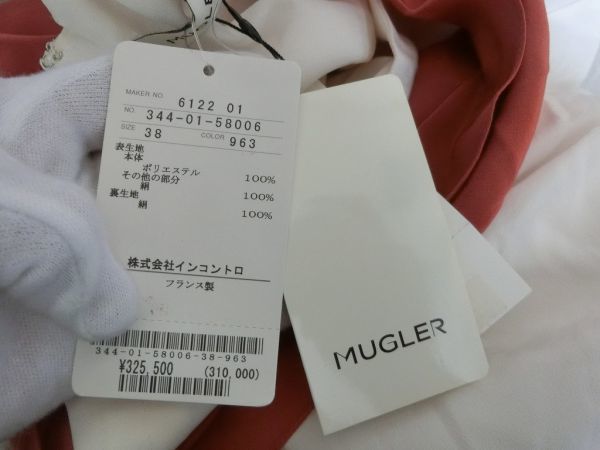 MAKER NO. 6122 01
NO. 344-01-58006
SIZE 38 COLOR 963
表生地
本体
ポリエステル 100%
その他の部分
絹 100%
裏生地
絹 100%
株式会社インコントロ
フランス製
344-01-58006-38-963
¥325,500 (310,000)
MUGLER